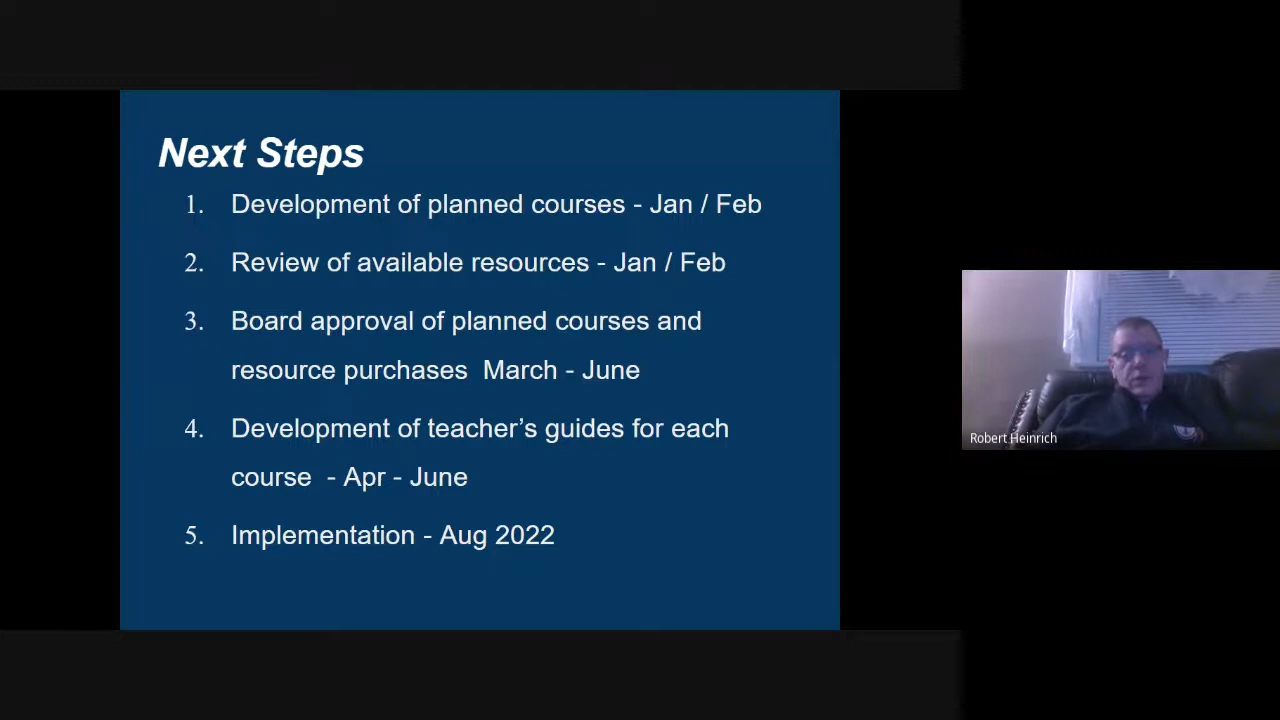 Next Steps
1. Development of planned courses - Jan / Feb
2. Review of available resources - Jan / Feb
3. Board approval of planned courses and
resource purchases  March - June
4. Development of teacher’s guides for each
course  - Apr - June
5. Implementation - Aug 2022
Robert Heinrich